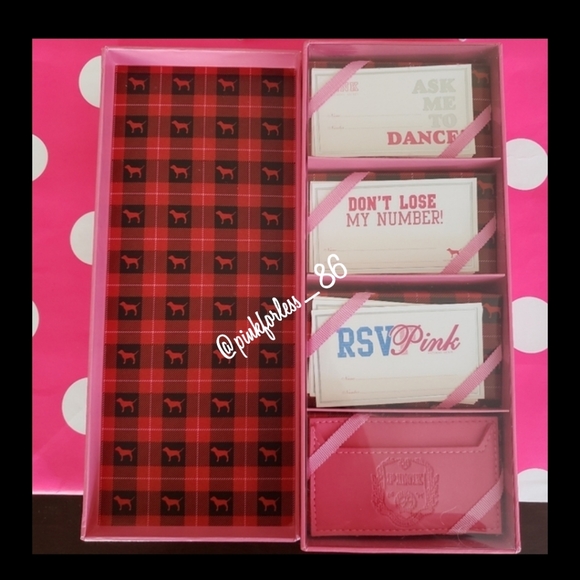 ASK
ME
TO
DANCE!
DON'T LOSE
MY NUMBER!
@pinkforless_86
RSVPink